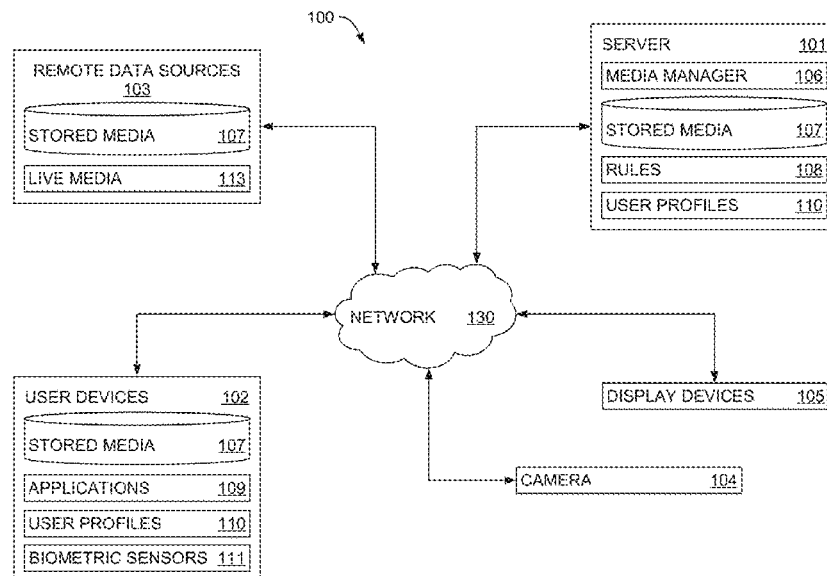 100
REMOTE DATA SOURCES
103
STORED MEDIA 107
LIVE MEDIA 113
SERVER 101
MEDIA MANAGER 106
STORED MEDIA 107
RULES 108
USER PROFILES 110
NETWORK 130
USER DEVICES 102
STORED MEDIA 107
APPLICATIONS 109
USER PROFILES 110
BIOMETRIC SENSORS 111
DISPLAY DEVICES 105
CAMERA 104